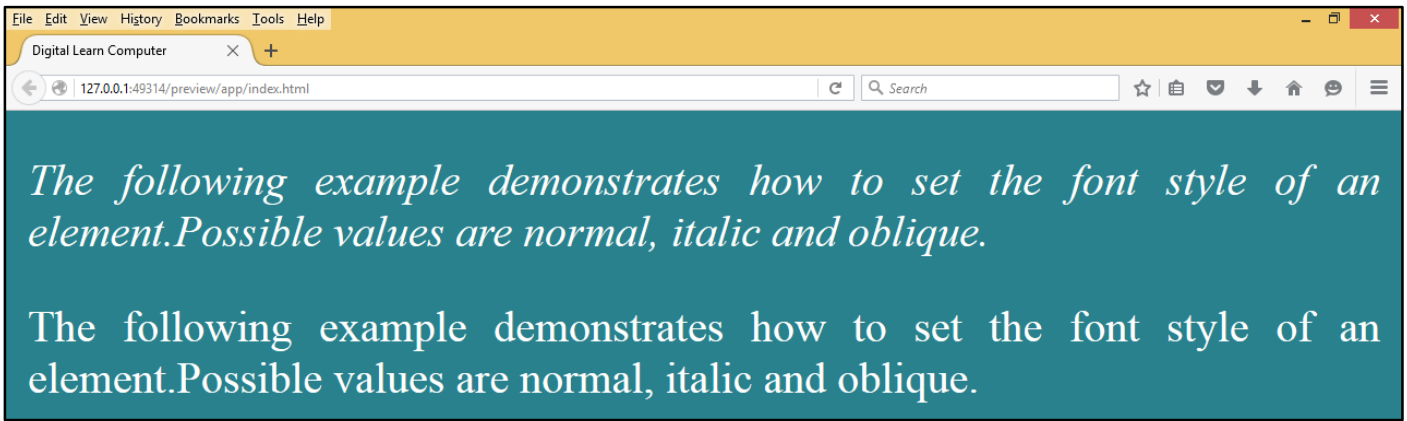 File Edit View History Bookmarks Tools Help
Digital Learn Computer
127.0.0.1:49314/preview/app/index.html
Search
The following example demonstrates how to set the font style of an
element.Possible values are normal, italic and oblique.
The following example demonstrates how to set the font style of an
element.Possible values are normal, italic and oblique.